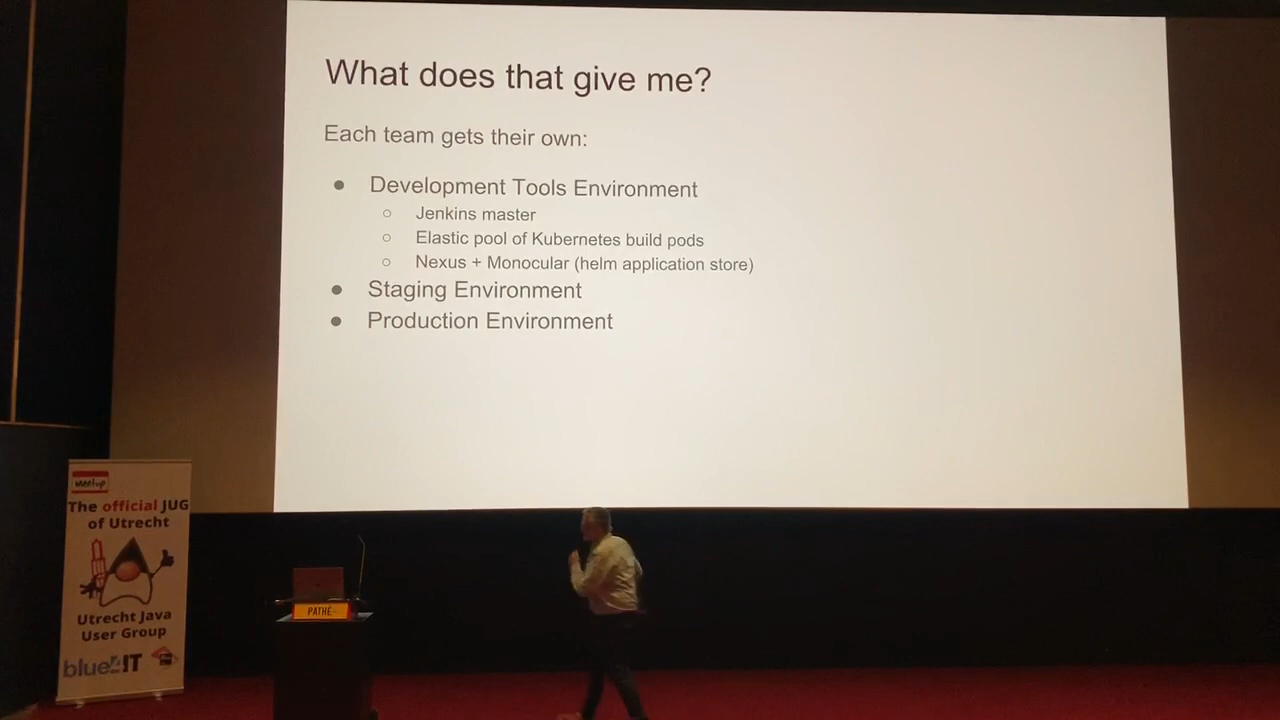 What does that give me?
Each team gets their own:
● Development Tools Environment
○ Jenkins master
○ Elastic pool of Kubernetes build pods
○ Nexus + Monocular (helm application store)
● Staging Environment
● Production Environment
meetup
The official JUG
of Utrecht
Utrecht Java
User Group
blue4IT
PATHÉ